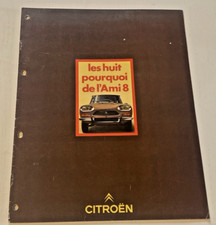 les huit
pourquoi
de l'Ami 8
CITROËN